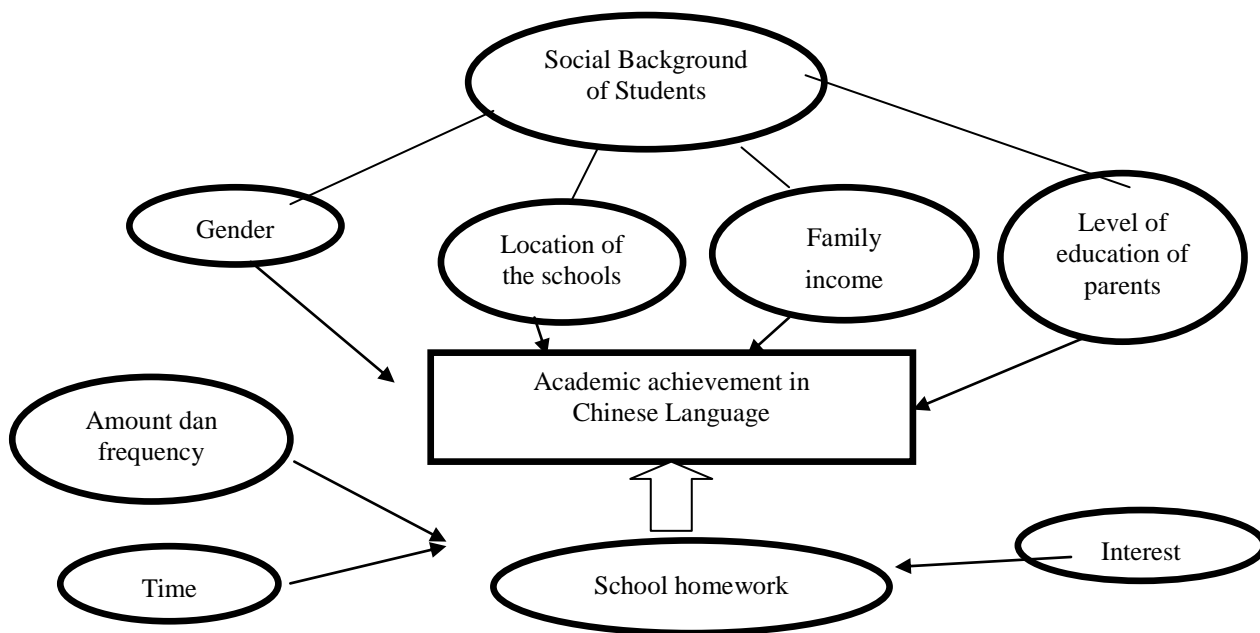 Social Background
of Students
Gender
Location of
the schools
Family
income
Level of
education of
parents
Academic achievement in
Chinese Language
Amount dan
frequency
Time
School homework
Interest